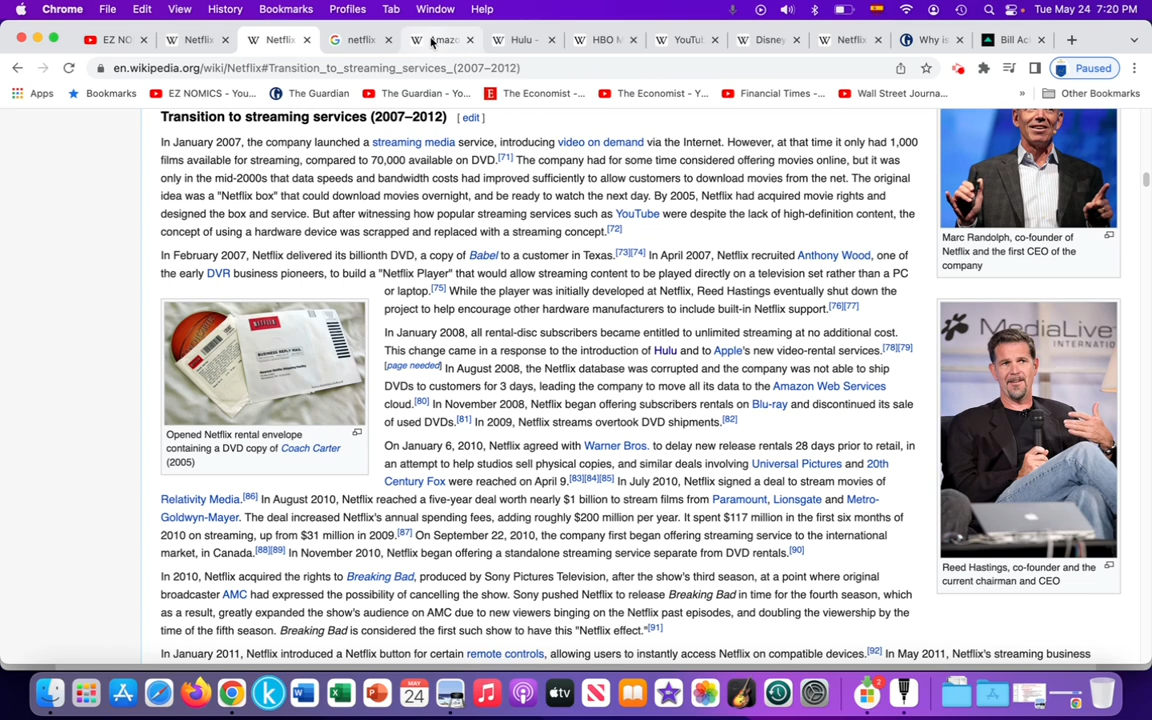 Chrome File Edit View History Bookmarks Profiles Tab Window Help Tue May 24 7:20 PM
EZ NO Netflix Netflix netflix Amazo Hulu - HBO M YouTu Disney Netflix Why is Bill Ac
en.wikipedia.org/wiki/Netflix#Transition_to_streaming_services_(2007–2012) Paused
Apps Bookmarks EZ NOMICS - You... The Guardian The Guardian - Yo... The Economist -... The Economist - Y... Financial Times -... Wall Street Journa... » Other Bookmarks
Transition to streaming services (2007–2012) [ edit ]
In January 2007, the company launched a streaming media service, introducing video on demand via the Internet. However, at that time it only had 1,000
films available for streaming, compared to 70,000 available on DVD.[71] The company had for some time considered offering movies online, but it was
only in the mid-2000s that data speeds and bandwidth costs had improved sufficiently to allow customers to download movies from the net. The original
idea was a "Netflix box" that could download movies overnight, and be ready to watch the next day. By 2005, Netflix had acquired movie rights and
designed the box and service. But after witnessing how popular streaming services such as YouTube were despite the lack of high-definition content, the
concept of using a hardware device was scrapped and replaced with a streaming concept.[72]
In February 2007, Netflix delivered its billionth DVD, a copy of Babel to a customer in Texas.[73][74] In April 2007, Netflix recruited Anthony Wood, one of
the early DVR business pioneers, to build a "Netflix Player" that would allow streaming content to be played directly on a television set rather than a PC
or laptop.[75] While the player was initially developed at Netflix, Reed Hastings eventually shut down the
project to help encourage other hardware manufacturers to include built-in Netflix support.[76][77]
In January 2008, all rental-disc subscribers became entitled to unlimited streaming at no additional cost.
This change came in a response to the introduction of Hulu and to Apple's new video-rental services.[78][79]
[page needed] In August 2008, the Netflix database was corrupted and the company was not able to ship
DVDs to customers for 3 days, leading the company to move all its data to the Amazon Web Services
cloud.[80] In November 2008, Netflix began offering subscribers rentals on Blu-ray and discontinued its sale
of used DVDs.[81] In 2009, Netflix streams overtook DVD shipments.[82]
On January 6, 2010, Netflix agreed with Warner Bros. to delay new release rentals 28 days prior to retail, in
an attempt to help studios sell physical copies, and similar deals involving Universal Pictures and 20th
Century Fox were reached on April 9.[83][84][85] In July 2010, Netflix signed a deal to stream movies of
Relativity Media.[86] In August 2010, Netflix reached a five-year deal worth nearly $1 billion to stream films from Paramount, Lionsgate and Metro-
Goldwyn-Mayer. The deal increased Netflix's annual spending fees, adding roughly $200 million per year. It spent $117 million in the first six months of
2010 on streaming, up from $31 million in 2009.[87] On September 22, 2010, the company first began offering streaming service to the international
market, in Canada.[88][89] In November 2010, Netflix began offering a standalone streaming service separate from DVD rentals.[90]
In 2010, Netflix acquired the rights to Breaking Bad, produced by Sony Pictures Television, after the show's third season, at a point where original
broadcaster AMC had expressed the possibility of cancelling the show. Sony pushed Netflix to release Breaking Bad in time for the fourth season, which
as a result, greatly expanded the show's audience on AMC due to new viewers binging on the Netflix past episodes, and doubling the viewership by the
time of the fifth season. Breaking Bad is considered the first such show to have this "Netflix effect."[91]
In January 2011, Netflix introduced a Netflix button for certain remote controls, allowing users to instantly access Netflix on compatible devices.[92] In May 2011, Netflix's streaming business
NETFLIX
BUSINESS REPLY MAIL
Opened Netflix rental envelope
containing a DVD copy of Coach Carter
(2005)
Marc Randolph, co-founder of
Netflix and the first CEO of the
company
MediaLive
INTERNATIO
Reed Hastings, co-founder and the
current chairman and CEO
MAY
24
tv
2